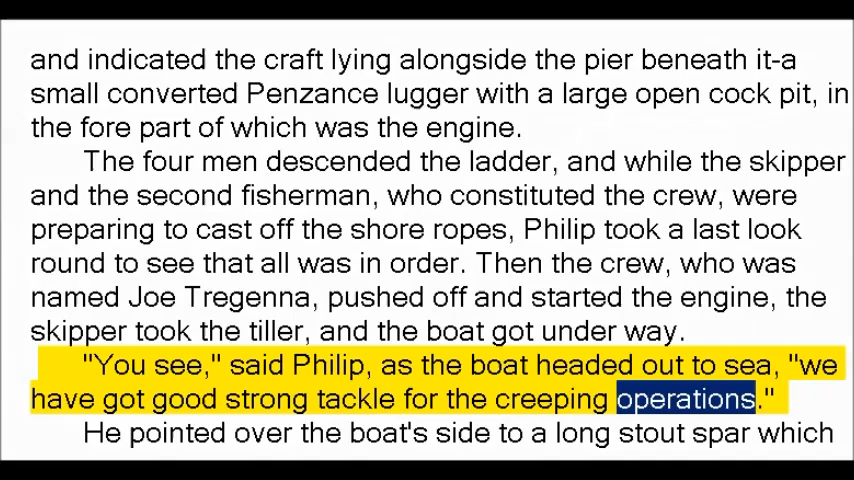 and indicated the craft lying alongside the pier beneath it-a
small converted Penzance lugger with a large open cock pit, in
the fore part of which was the engine.
The four men descended the ladder, and while the skipper
and the second fisherman, who constituted the crew, were
preparing to cast off the shore ropes, Philip took a last look
round to see that all was in order. Then the crew, who was
named Joe Tregenna, pushed off and started the engine, the
skipper took the tiller, and the boat got under way.
"You see," said Philip, as the boat headed out to sea, "we
have got good strong tackle for the creeping operations."
He pointed over the boat's side to a long stout spar which